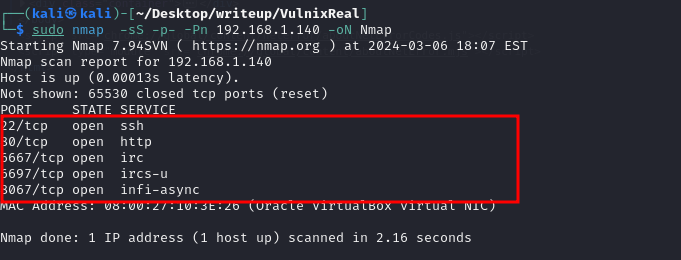 ┌──(kali㉿kali)-[~/Desktop/writeup/VulnixReal]
└─$ sudo nmap -sS -p- -Pn 192.168.1.140 -oN Nmap
Starting Nmap 7.94SVN ( https://nmap.org ) at 2024-03-06 18:07 EST
Nmap scan report for 192.168.1.140
Host is up (0.00013s latency).
Not shown: 65530 closed tcp ports (reset)
PORT STATE SERVICE
22/tcp open ssh
80/tcp open http
6667/tcp open irc
6697/tcp open ircs-u
8067/tcp open infi-async
MAC Address: 08:00:27:10:3E:26 (Oracle VirtualBox virtual NIC)
Nmap done: 1 IP address (1 host up) scanned in 2.16 seconds